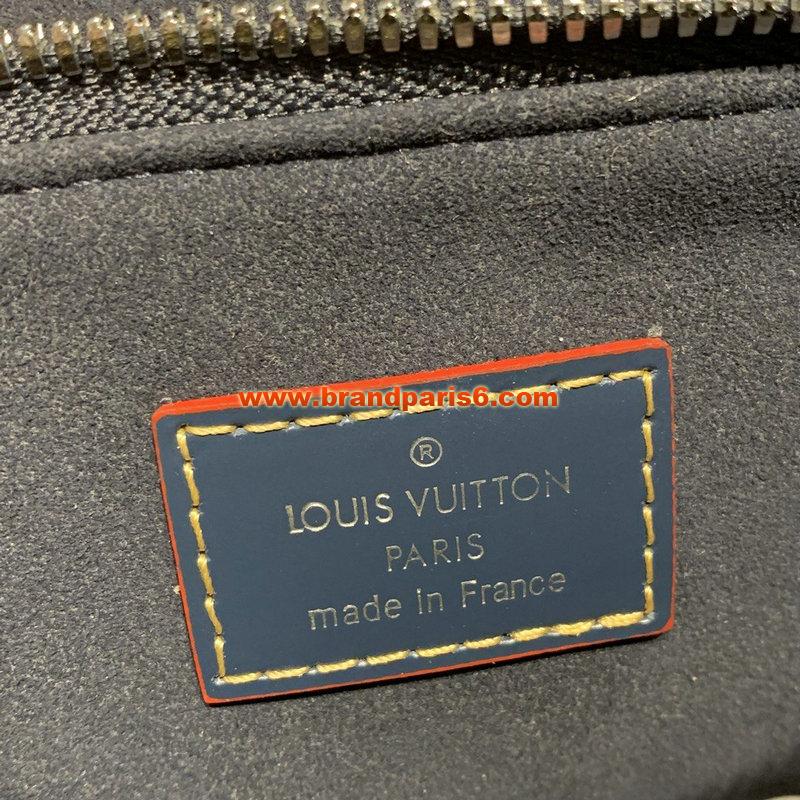 www.brandparis6.com
®
LOUIS VUITTON
PARIS
made in France